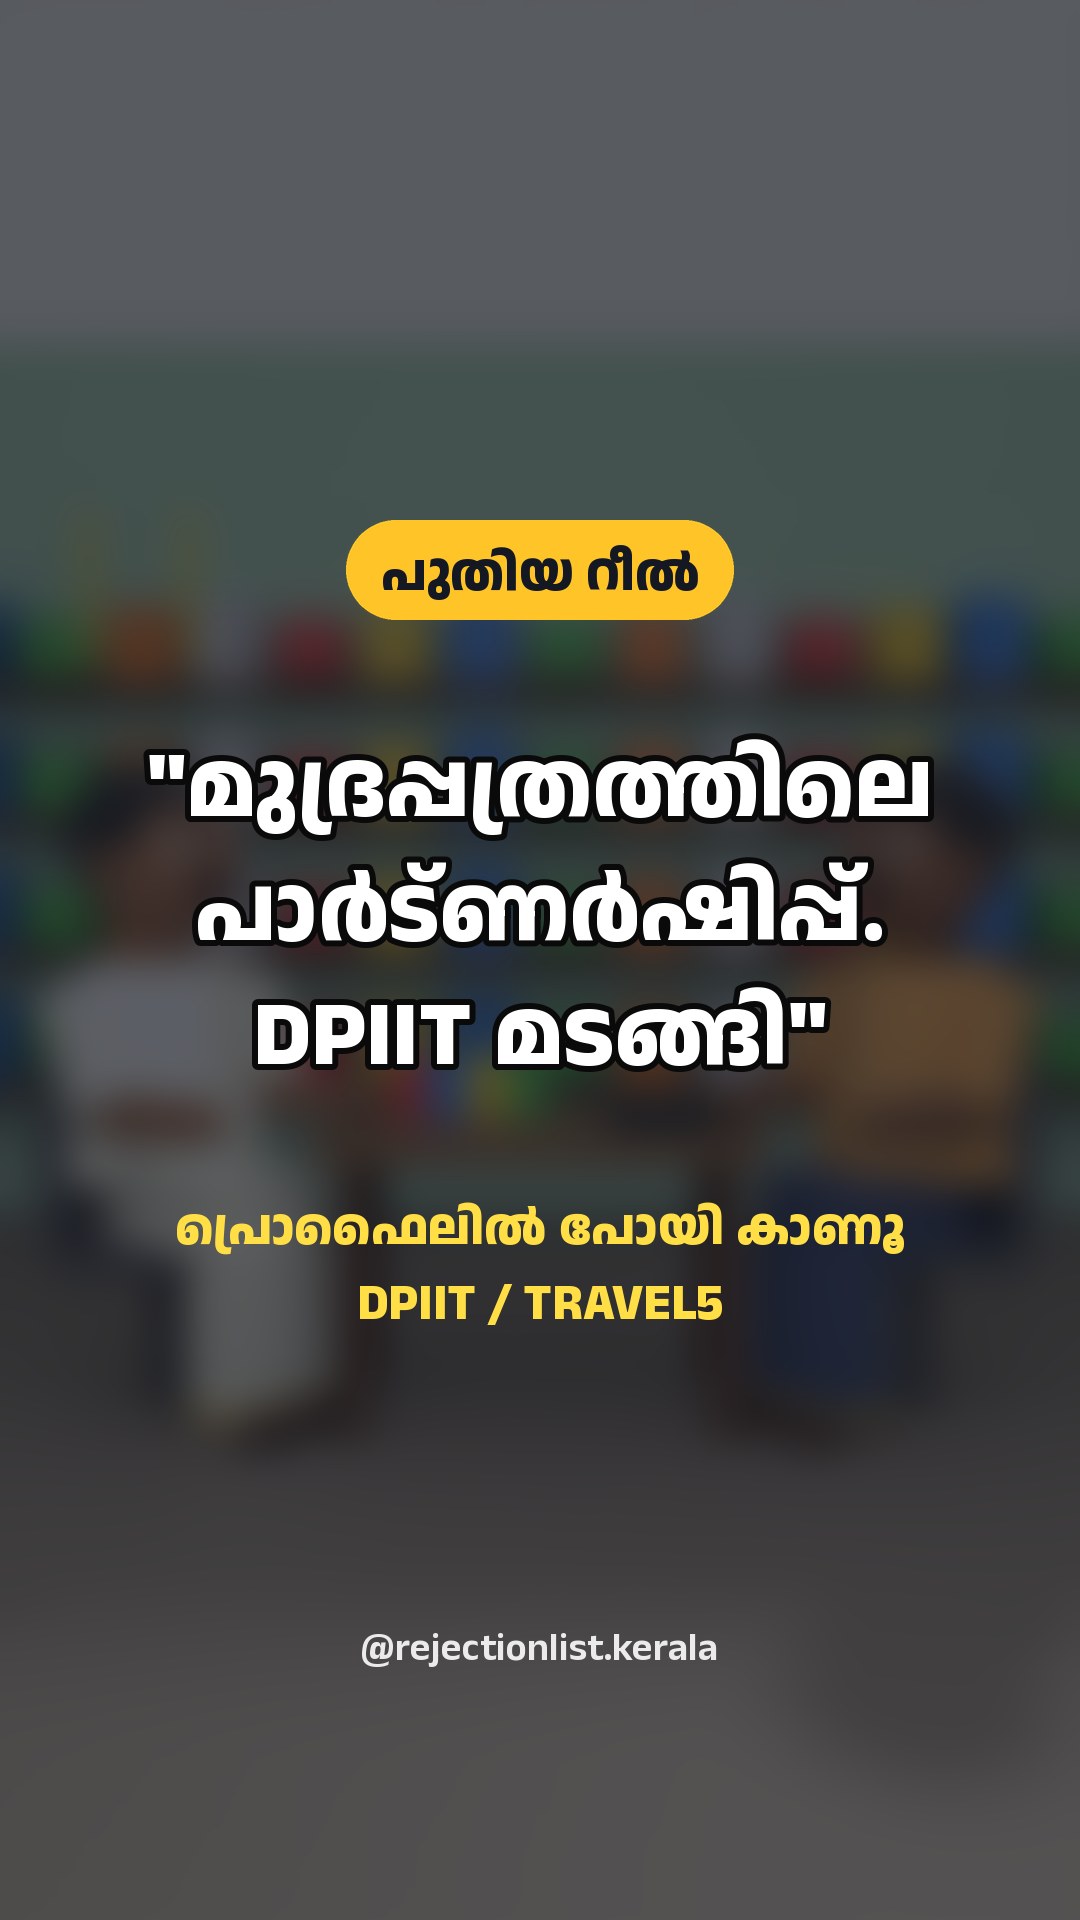 പുതിയ റീൽ
"മുദ്രപ്പത്രത്തിലെ
പാർട്ണർഷിപ്പ്.
DPIIT മടങ്ങി"
പ്രൊഫൈലിൽ പോയി കാണൂ
DPIIT / TRAVEL5
@rejectionlist.kerala